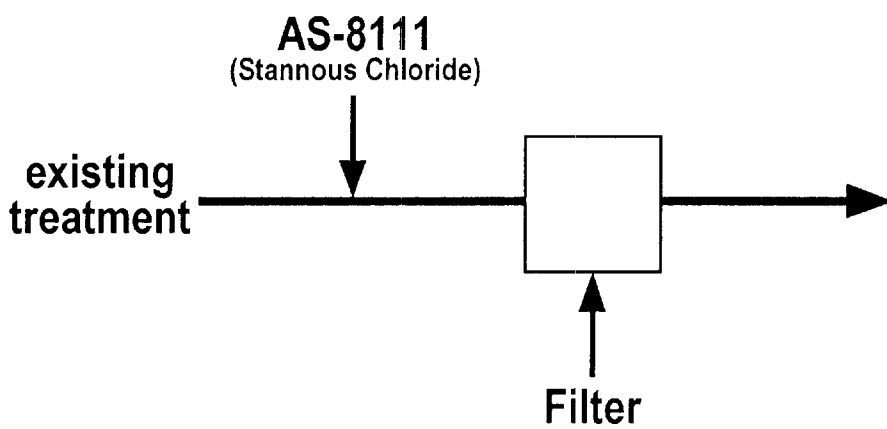 AS-8111
(Stannous Chloride)
existing
treatment
Filter